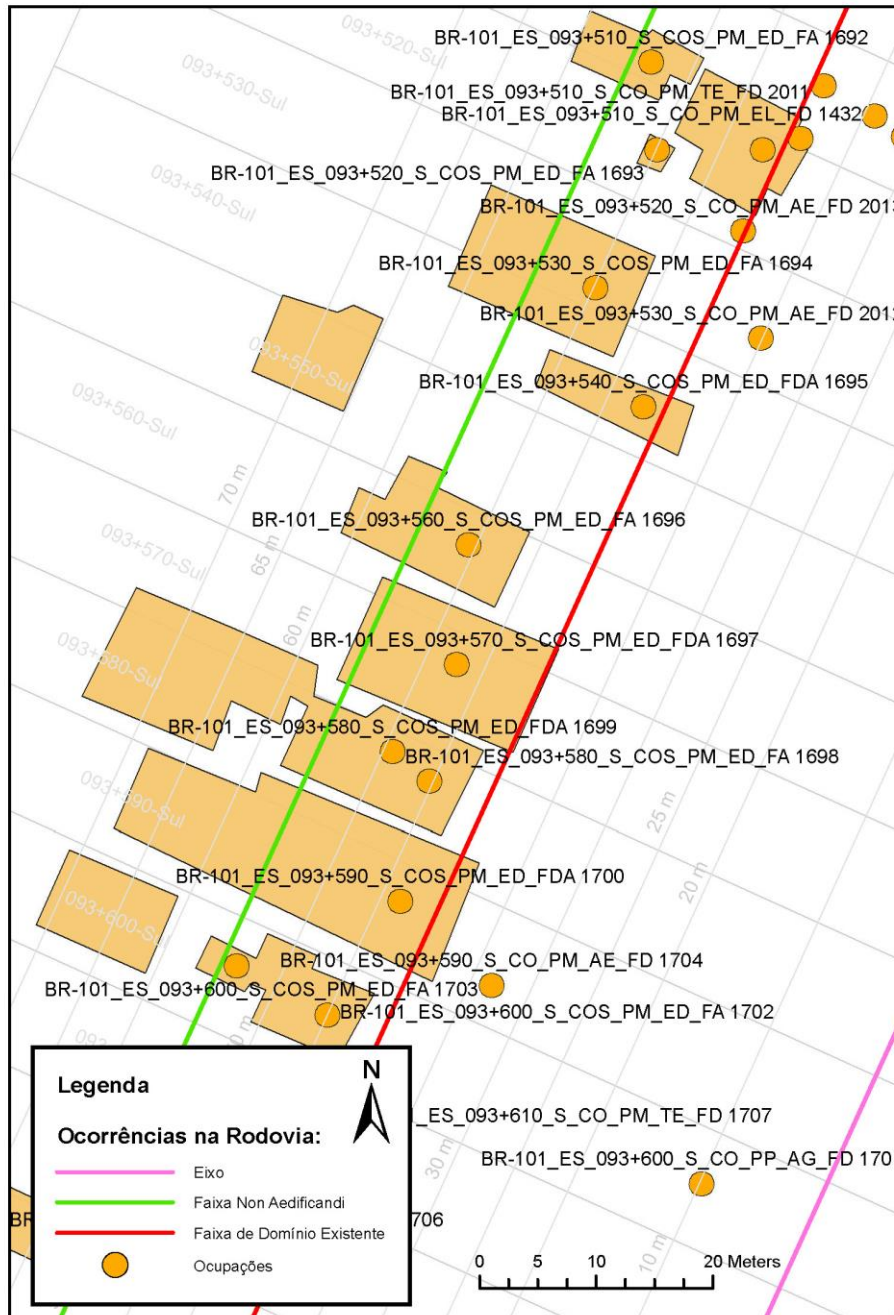 093+520-Sul
BR-101_ES_093+510_S_COS_PM_ED_FA 1692
093+530-Sul
BR-101_ES_093+510_S_CO_PM_TE_FD 2011
BR-101_ES_093+510_S_CO_PM_EL_FD 1432
093+540-Sul
BR-101_ES_093+520_S_COS_PM_ED_FA 1693
BR-101_ES_093+520_S_CO_PM_AE_FD 2013
BR-101_ES_093+530_S_COS_PM_ED_FA 1694
BR-101_ES_093+530_S_CO_PM_AE_FD 201
093+550-Sul
BR-101_ES_093+540_S_COS_PM_ED_FDA 1695
093+560-Sul
70 m
BR-101_ES_093+560_S_COS_PM_ED_FA 1696
093+570-Sul
65 m
60 m
BR-101_ES_093+570_S_COS_PM_ED_FDA 1697
093+580-Sul
BR-101_ES_093+580_S_COS_PM_ED_FDA 1699
BR-101_ES_093+580_S_COS_PM_ED_FA 1698
093+590-Sul
25 m
20 m
BR-101_ES_093+590_S_COS_PM_ED_FDA 1700
093+600-Sul
BR-101_ES_093+590_S_CO_PM_AE_FD 1704
BR-101_ES_093+600_S_COS_PM_ED_FA 1703
BR-101_ES_093+600_S_COS_PM_ED_FA 1702
093
0 m
Legenda
N
_ES_093+610_S_CO_PM_TE_FD 1707
Ocorrências na Rodovia:
30 m
BR-101_ES_093+600_S_CO_PP_AG_FD 170
Eixo
Faixa Non Aedificandi
BR
706
Faixa de Domínio Existente
10 m
Ocupações
0 5 10 20 Meters